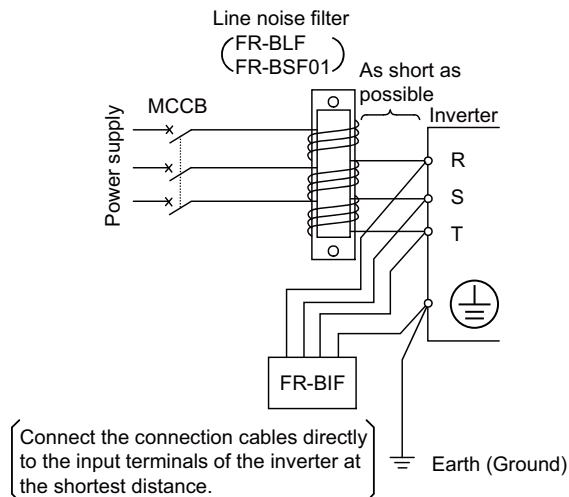 Line noise filter
FR-BLF
FR-BSF01
As short as
possible
MCCB
Inverter
Power supply
R
S
T
FR-BIF
Connect the connection cables directly
to the input terminals of the inverter at
the shortest distance.
Earth (Ground)